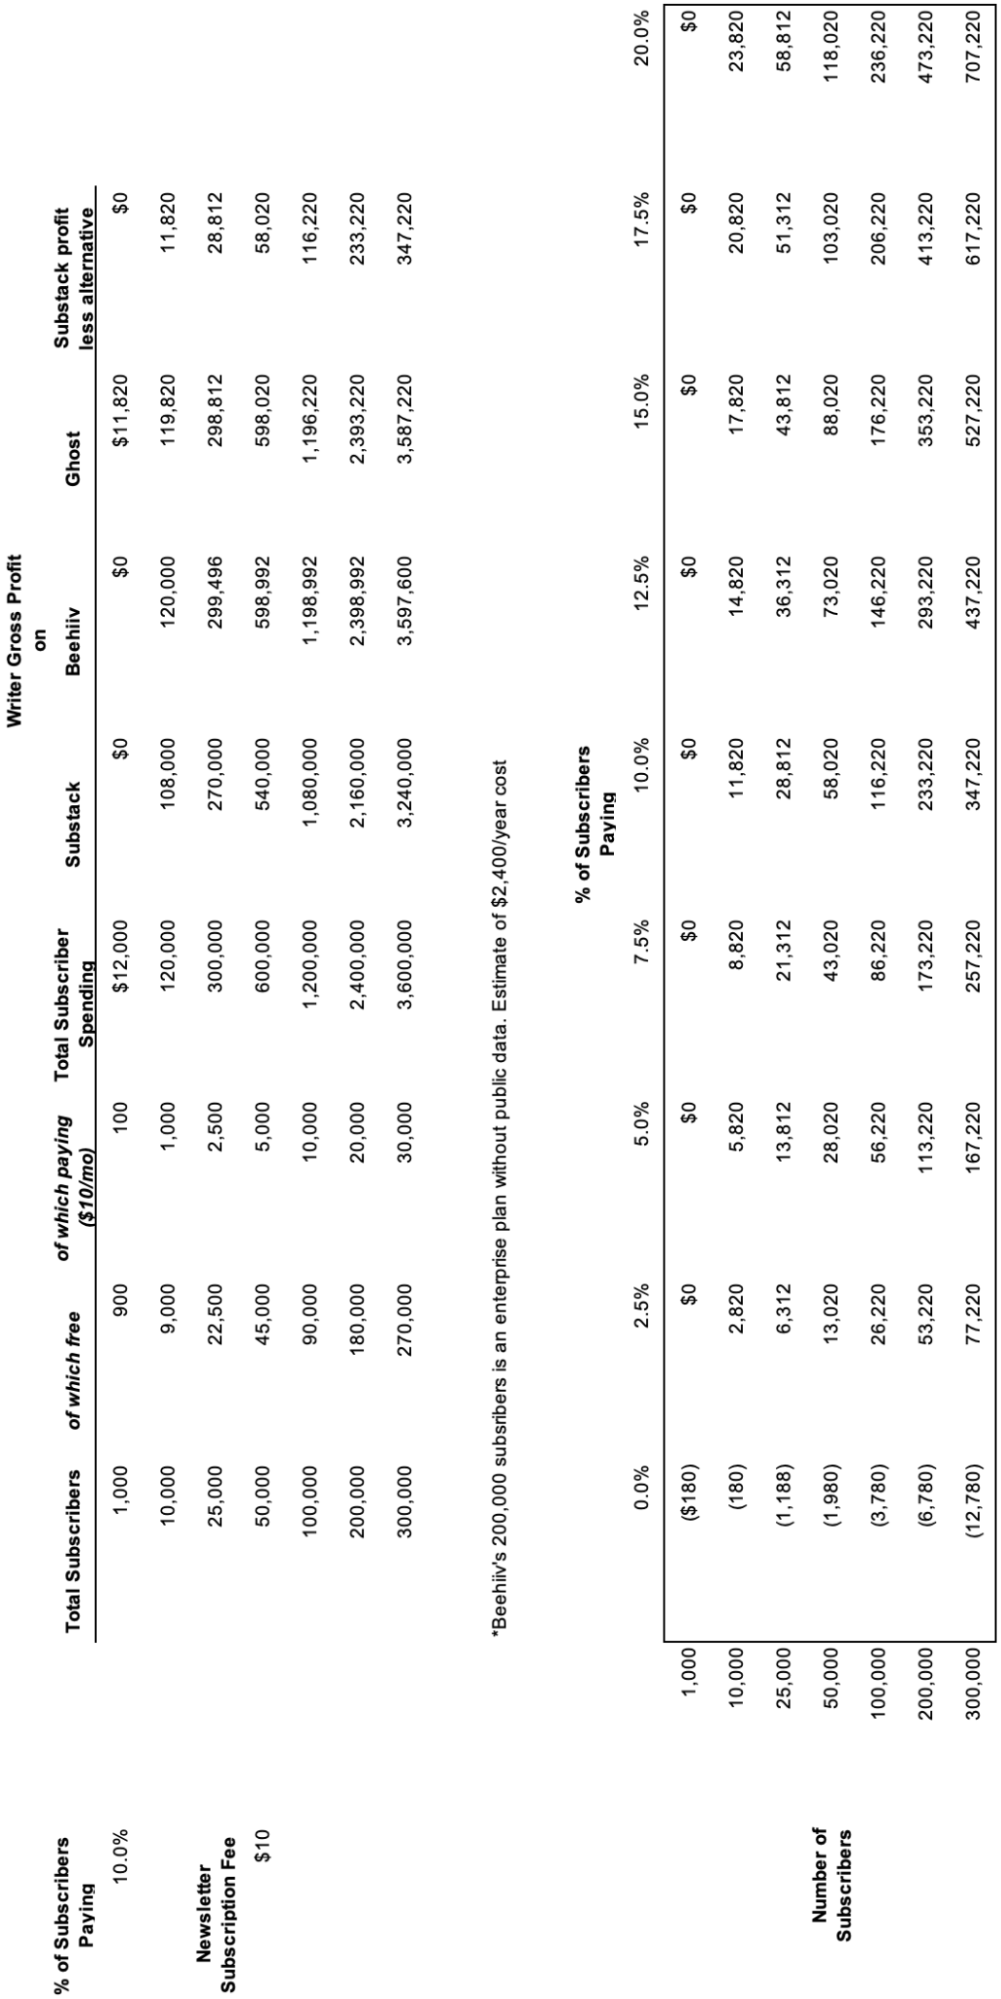 Writer Gross Profit
on
% of Subscribers Paying Total Subscribers of which free of which paying ($10/mo) Total Subscriber Spending Substack Beehiiv Ghost Substack profit less alternative
10.0% 1,000 900 100 $12,000 $0 $0 $11,820 $0
10,000 9,000 1,000 120,000 108,000 120,000 119,820 11,820
Newsletter Subscription Fee 25,000 22,500 2,500 300,000 270,000 299,496 298,812 28,812
$10 50,000 45,000 5,000 600,000 540,000 598,992 598,020 58,020
100,000 90,000 10,000 1,200,000 1,080,000 1,198,992 1,196,220 116,220
200,000 180,000 20,000 2,400,000 2,160,000 2,398,992 2,393,220 233,220
300,000 270,000 30,000 3,600,000 3,240,000 3,597,600 3,587,220 347,220
*Beehiiv's 200,000 subsribers is an enterprise plan without public data. Estimate of $2,400/year cost
% of Subscribers
Paying
0.0% 2.5% 5.0% 7.5% 10.0% 12.5% 15.0% 17.5% 20.0%
1,000 ($180) $0 $0 $0 $0 $0 $0 $0 $0
10,000 (180) 2,820 5,820 8,820 11,820 14,820 17,820 20,820 23,820
25,000 (1,188) 6,312 13,812 21,312 28,812 36,312 43,812 51,312 58,812
Number of Subscribers 50,000 (1,980) 13,020 28,020 43,020 58,020 73,020 88,020 103,020 118,020
100,000 (3,780) 26,220 56,220 86,220 116,220 146,220 176,220 206,220 236,220
200,000 (6,780) 53,220 113,220 173,220 233,220 293,220 353,220 413,220 473,220
300,000 (12,780) 77,220 167,220 257,220 347,220 437,220 527,220 617,220 707,220